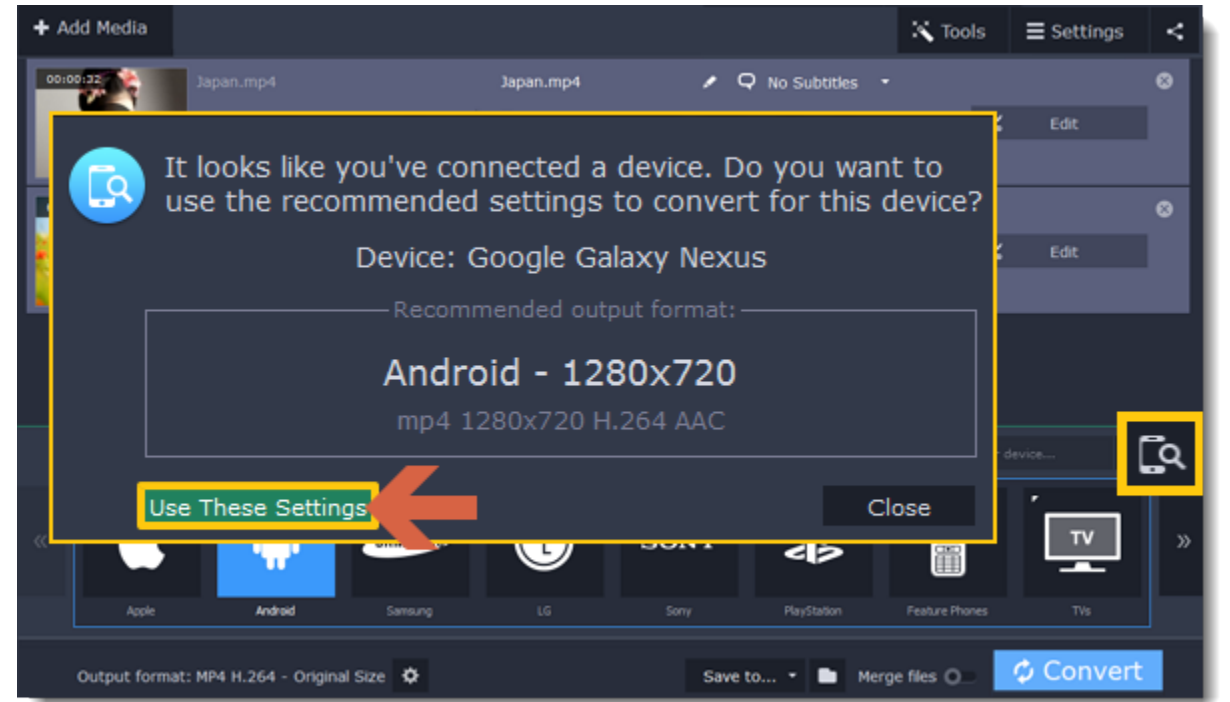 Add Media
Tools
Settings
00:00:32
Japan.mp4
Japan.mp4
No Subtitles
Edit
It looks like you've connected a device. Do you want to
use the recommended settings to convert for this device?
Device: Google Galaxy Nexus
Edit
Recommended output format:
Android - 1280x720
mp4 1280x720 H.264 AAC
device...
Use These Settings
Close
TV
Apple
Android
Samsung
LG
Sony
PlayStation
Feature Phones
TVs
Output format: MP4 H.264 - Original Size
Save to...
Merge files
Convert